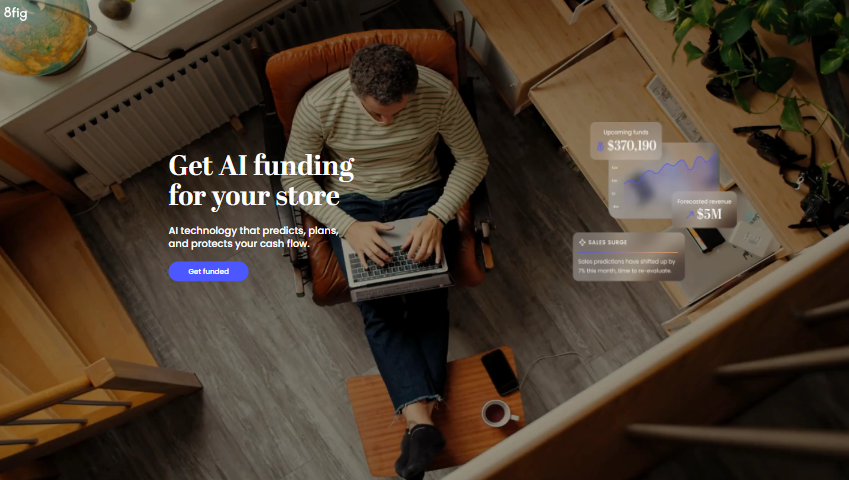 8fig
Get AI funding
for your store
AI technology that predicts, plans,
and protects your cash flow.
Get funded
Upcoming funds
$370,190
Forecasted revenue
$5M
SALES SURGE
Sales predictions have shifted up by
7% this month, time to re-evaluate.